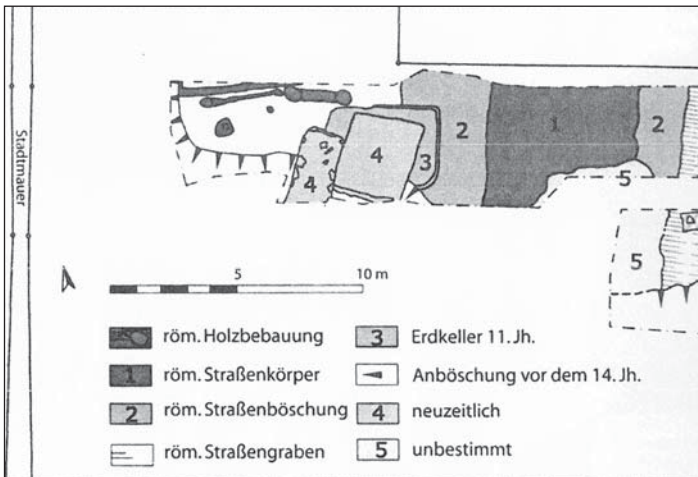 Stadtmauer
2
1
2
4
3
4
5
5
5
10 m
röm. Holzbebauung
1 röm. Straßenkörper
2 röm. Straßenböschung
röm. Straßengraben
3 Erdkeller 11. Jh.
Anböschung vor dem 14. Jh.
4 neuzeitlich
5 unbestimmt